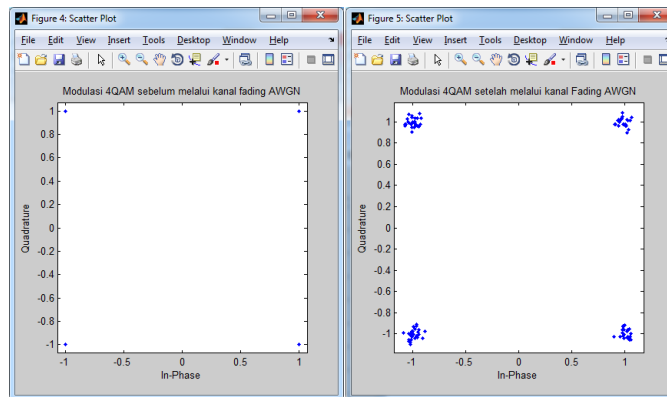 Figure 4: Scatter Plot
File Edit View Insert Tools Desktop Window Help
Modulasi 4QAM sebelum melalui kanal fading AWGN
1
0.8
0.6
0.4
0.2
0
-0.2
-0.4
-0.6
-0.8
-1
Quadrature
-1 -0.5 0 0.5 1
In-Phase
Figure 5: Scatter Plot
File Edit View Insert Tools Desktop Window Help
Modulasi 4QAM setelah melalui kanal Fading AWGN
1
0.8
0.6
0.4
0.2
0
-0.2
-0.4
-0.6
-0.8
-1
Quadrature
-1 -0.5 0 0.5 1
In-Phase